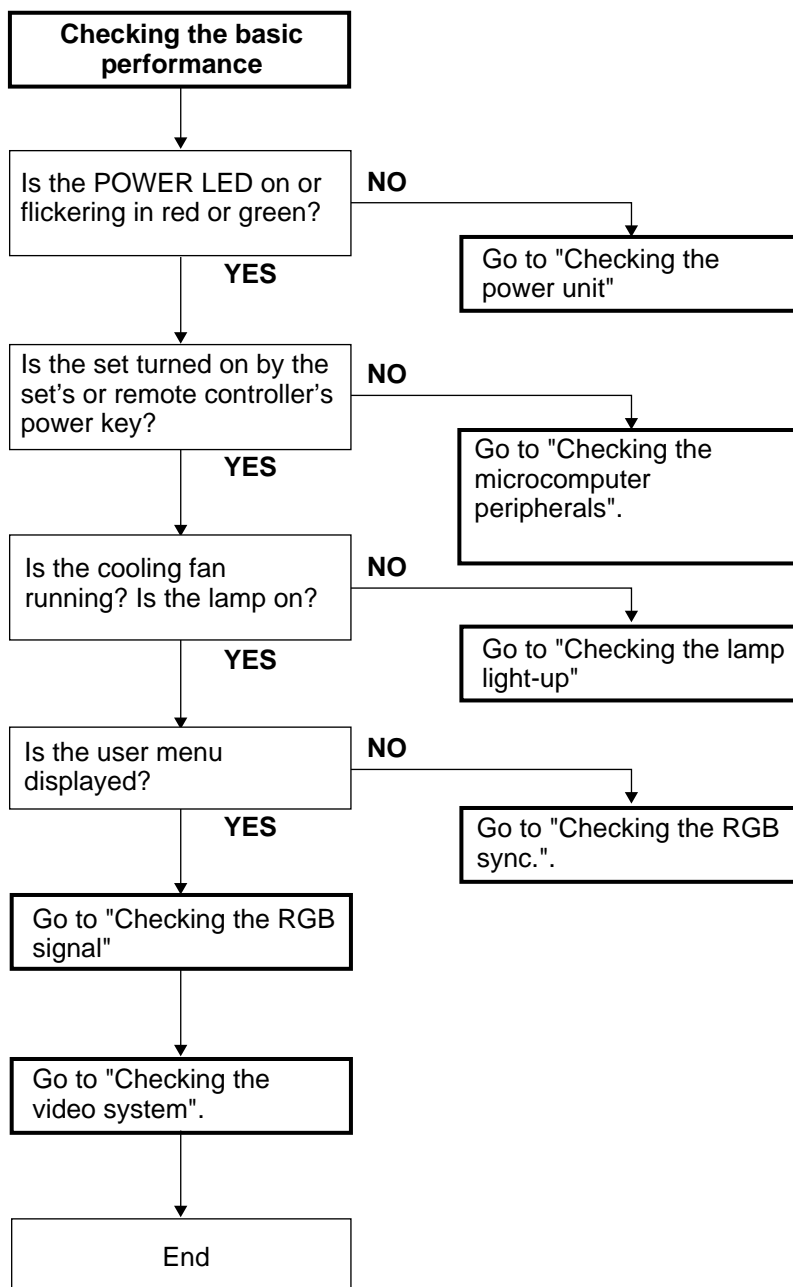 Checking the basic
performance
Is the POWER LED on or
flickering in red or green?
NO
YES
Go to "Checking the
power unit"
Is the set turned on by the
set's or remote controller's
power key?
NO
YES
Go to "Checking the
microcomputer
peripherals".
Is the cooling fan
running? Is the lamp on?
NO
YES
Go to "Checking the lamp
light-up"
Is the user menu
displayed?
NO
YES
Go to "Checking the RGB
sync.".
Go to "Checking the RGB
signal"
Go to "Checking the
video system".
End